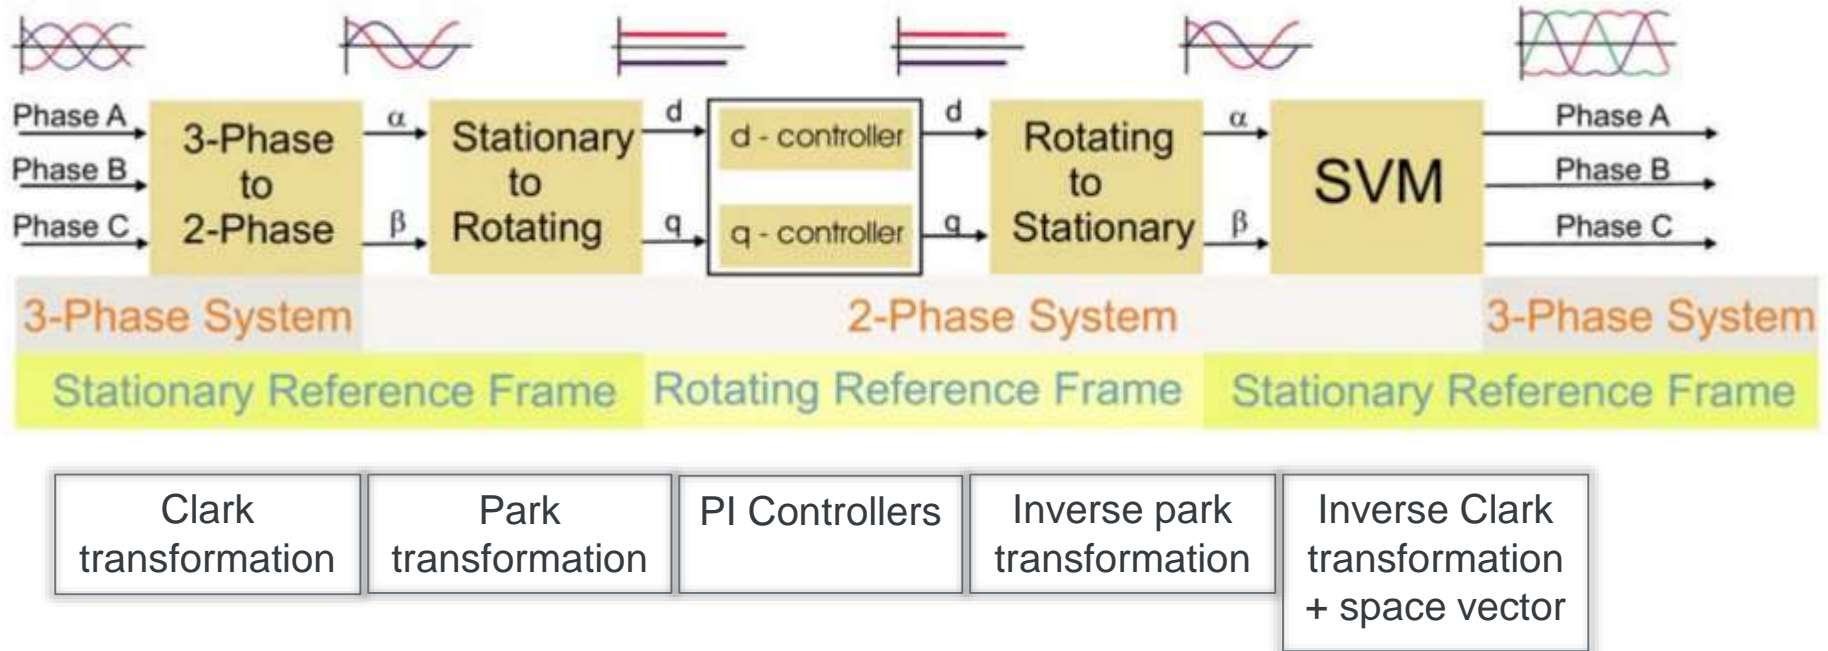 Phase A
Phase B
Phase C
3-Phase
to
2-Phase
α
β
Stationary
to
Rotating
d
q
d - controller
q - controller
d
q
Rotating
to
Stationary
α
β
SVM
Phase A
Phase B
Phase C
3-Phase System
2-Phase System
3-Phase System
Stationary Reference Frame
Rotating Reference Frame
Stationary Reference Frame
Clark
transformation
Park
transformation
PI Controllers
Inverse park
transformation
Inverse Clark
transformation
+ space vector